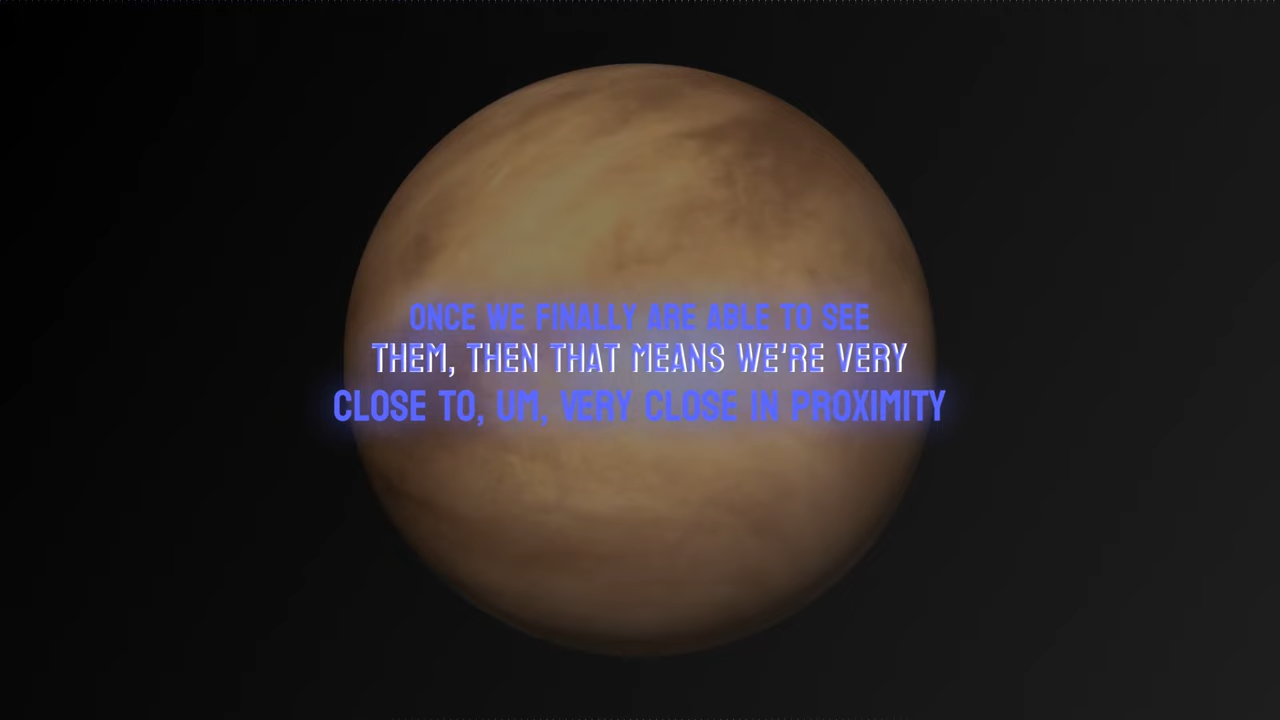 ONCE WE FINALLY ARE ABLE TO SEE
THEM, THEN THAT MEANS WE'RE VERY
CLOSE TO, UM, VERY CLOSE IN PROXIMITY